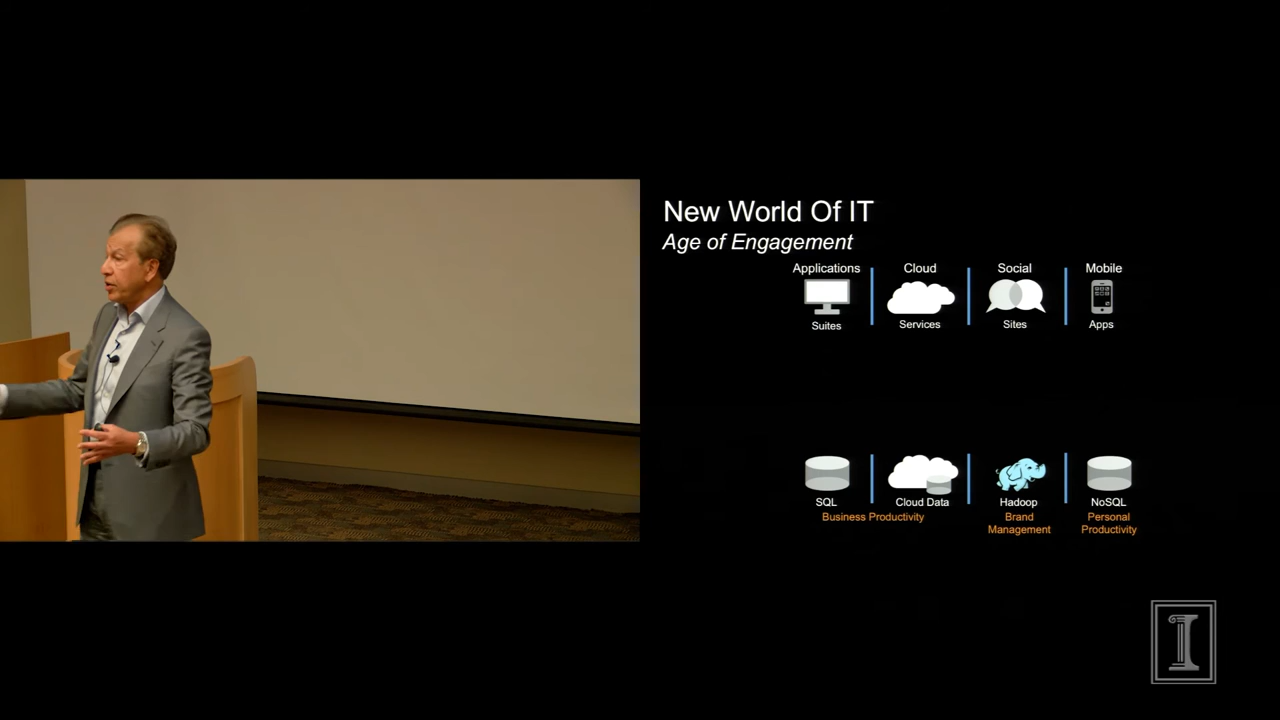 New World Of IT
Age of Engagement
Applications Cloud Social Mobile
Suites Services Sites Apps
SQL Cloud Data Hadoop NoSQL
Business Productivity Brand Management Personal Productivity
I